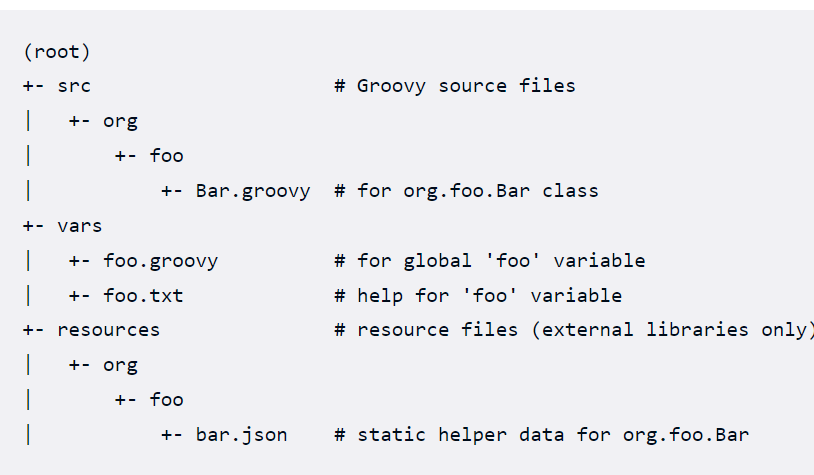 (root)
+- src                     # Groovy source files
|   +- org
|       +- foo
|           +- Bar.groovy  # for org.foo.Bar class
+- vars
|   +- foo.groovy          # for global 'foo' variable
|   +- foo.txt             # help for 'foo' variable
+- resources               # resource files (external libraries only)
|   +- org
|       +- foo
|           +- bar.json    # static helper data for org.foo.Bar